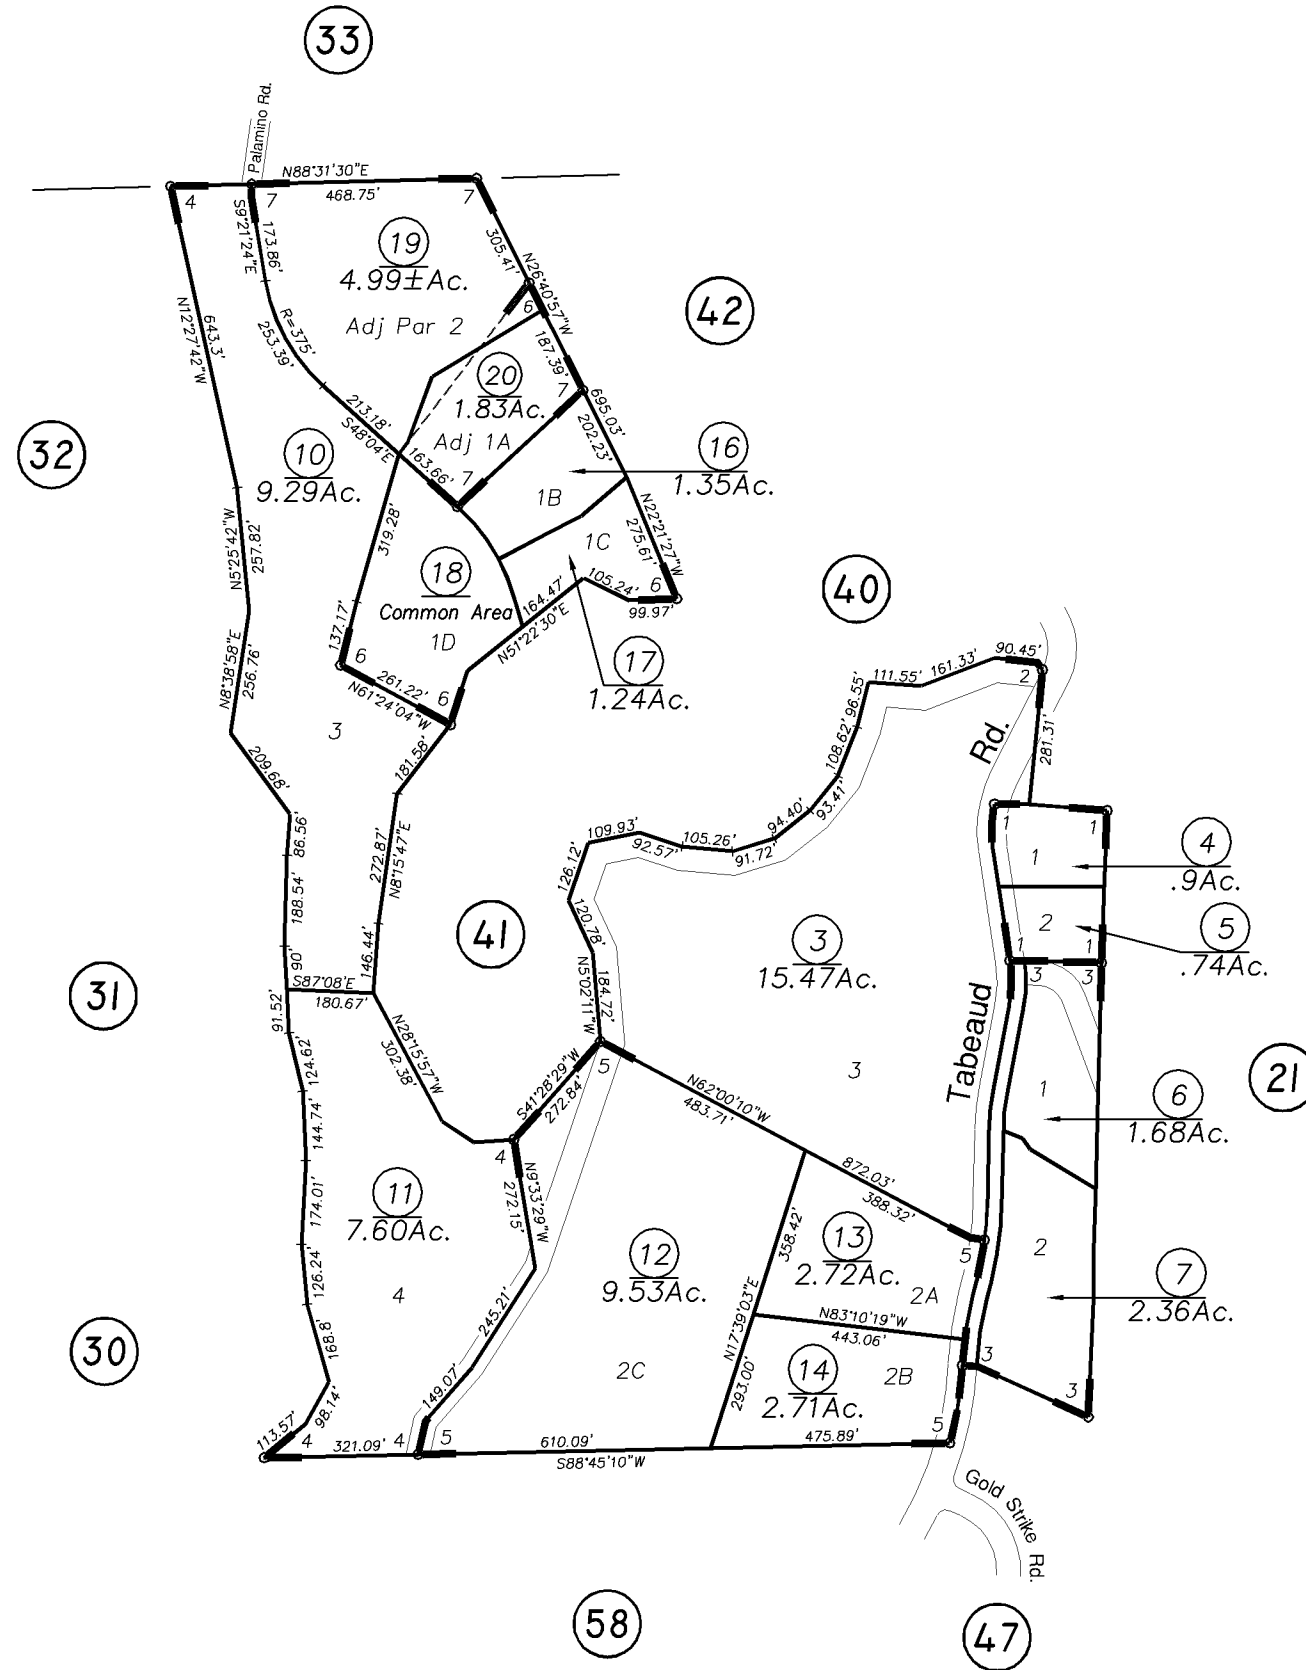 33
Palamino Rd.
N88°31'30"E
468.75'
4
7
7
S9°21'24"E
173.86'
19
4.99±Ac.
Adj Par 2
305.41'
N26°40'57"W
6
42
N12°27'42"W
643.3'
R=375'
253.39'
187.39'
20
1.83Ac.
Adj 1A
7
695.03'
202.23'
213.18'
S48°04'E
163.66'
7
32
10
9.29Ac.
16
1.35Ac.
1B
N5°25'42"W
257.82'
319.28'
1C
N22°21'27"W
275.61'
18
Common Area
1D
164.47'
N51°22'30"E
105.24'
6
99.97'
40
137.17'
6
17
1.24Ac.
N8°38'58"E
256.76'
261.22'
N61°24'04"W
6
3
90.45'
161.33'
111.55'
2
96.55'
Rd.
281.31'
209.68'
181.58'
108.62'
93.41'
94.40'
91.72'
105.26'
92.57'
109.93'
126.12'
1
1
1
4
.9Ac.
86.56'
272.87'
N8°15'47"E
188.54'
120.78'
41
3
15.47Ac.
2
5
.74Ac.
1
1
3
3
90'
146.44'
N5°02'11"W
184.72'
S87°08'E
180.67'
31
91.52'
Tabeaud
124.62'
N28°15'57"W
302.38'
S41°28'29"W
272.84'
5
N62°00'10"W
483.71'
3
1
21
6
1.68Ac.
144.74'
4
872.03'
388.32'
11
7.60Ac.
N9°33'29"W
272.15'
174.01'
358.42'
12
9.53Ac.
13
2.72Ac.
5
2
7
2.36Ac.
4
2A
126.24'
N17°39'03"E
N83°10'19"W
443.06'
245.21'
30
168.8'
2C
14
2.71Ac.
2B
3
293.00'
149.07'
98.14'
3
113.57'
4
321.09'
4
5
610.09'
S88°45'10"W
475.89'
5
Gold Strike Rd.
58
47